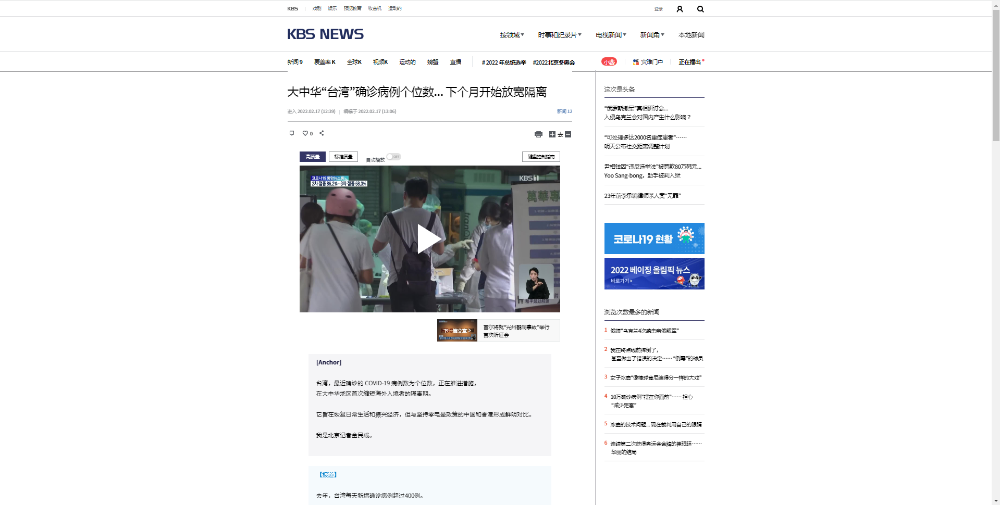 KBS
戏剧
娱乐
预览教育
收音机
运动的
登录
KBS NEWS
按领域
时事和纪录片
电视新闻
新闻角
本地新闻
新闻 9
覆盖率 K
全球K
视频K
运动的
螃蟹
直播
# 2022 年总统选举
#2022北京冬奥会
小费
灾难门户
正在播出
大中华“台湾”确诊病例个位数... 下个月开始放宽隔离
进入 2022.02.17 (12:39)
编辑于 2022.02.17 (13:06)
新闻 12
0
去
高质量
标准质量
自动播放
OFF
键盘控制指南
코로나19 통합뉴스룸
2차 접종 86.2%…3차 접종 58.3%
KBS 1
萬華專
和平婦幼院區
院
下一篇文章 >
首尔将就“光州鹤洞事故”举行
首次听证会
[Anchor]
台湾，最近确诊的 COVID-19 病例数为个位数，正在推进措施，
在大中华地区首次缩短海外入境者的隔离期。
它旨在恢复日常生活和振兴经济，但与坚持零电晕政策的中国和香港形成鲜明对比。
我是北京记者金民成。
【报道】
去年，台湾每天新增确诊病例超过400例。
这次是头条
“俄罗斯撤军”真相研讨会...
入侵乌克兰会对国内产生什么影响？
“可处理多达2000名重症患者”……
明天公布社交距离调整计划
尹相铉因“违反选举法”被罚款80万韩元...
Yoo Sang-bong，助手被判入狱
23年前李承镛律师杀人案“无罪”
코로나19 현황
2022 베이징 올림픽 뉴스
바로가기
浏览次数最多的新闻
1 俄媒“乌克兰4次袭击亲俄叛军”
2 我在终点线前摔倒了，
甚至做出了错误的决定…… “倒霉”的球员
3 女子冰壶“像棒球肯尼迪得分一样的大戏”
4 10万确诊病例“摆在你面前”…… 担心
“减少距离”
5 冰壶的技术问题... 现在裁判用自己的眼睛
6 连续第二次获得奥运会金牌的崔珉廷……
华丽的结局